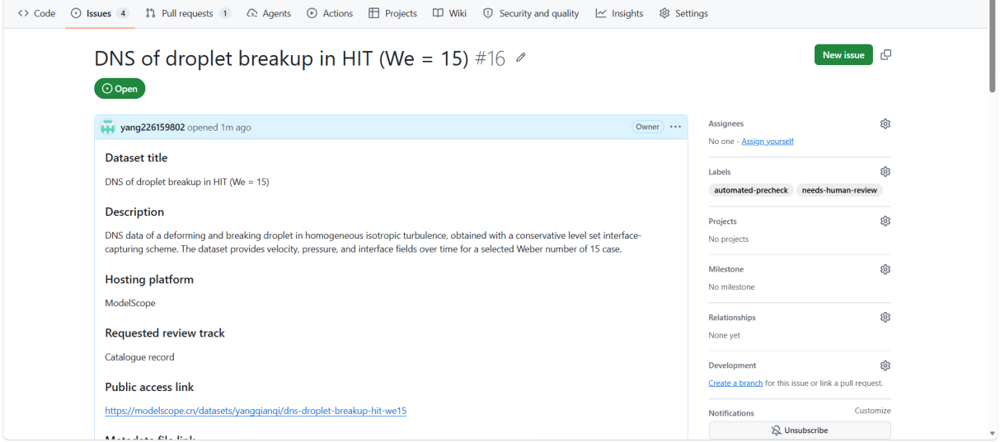 Code
Issues 4
Pull requests 1
Agents
Actions
Projects
Wiki
Security and quality
Insights
Settings
DNS of droplet breakup in HIT (We = 15) #16
New issue
Open
yang226159802 opened 1m ago
Owner
Dataset title
DNS of droplet breakup in HIT (We = 15)
Description
DNS data of a deforming and breaking droplet in homogeneous isotropic turbulence, obtained with a conservative level set interface-
capturing scheme. The dataset provides velocity, pressure, and interface fields over time for a selected Weber number of 15 case.
Hosting platform
ModelScope
Requested review track
Catalogue record
Public access link
https://modelscope.cn/datasets/yangqianqi/dns-droplet-breakup-hit-we15
Metadata file link
Assignees
No one - Assign yourself
Labels
automated-precheck
needs-human-review
Projects
No projects
Milestone
No milestone
Relationships
None yet
Development
Create a branch for this issue or link a pull request.
Notifications
Customize
Unsubscribe